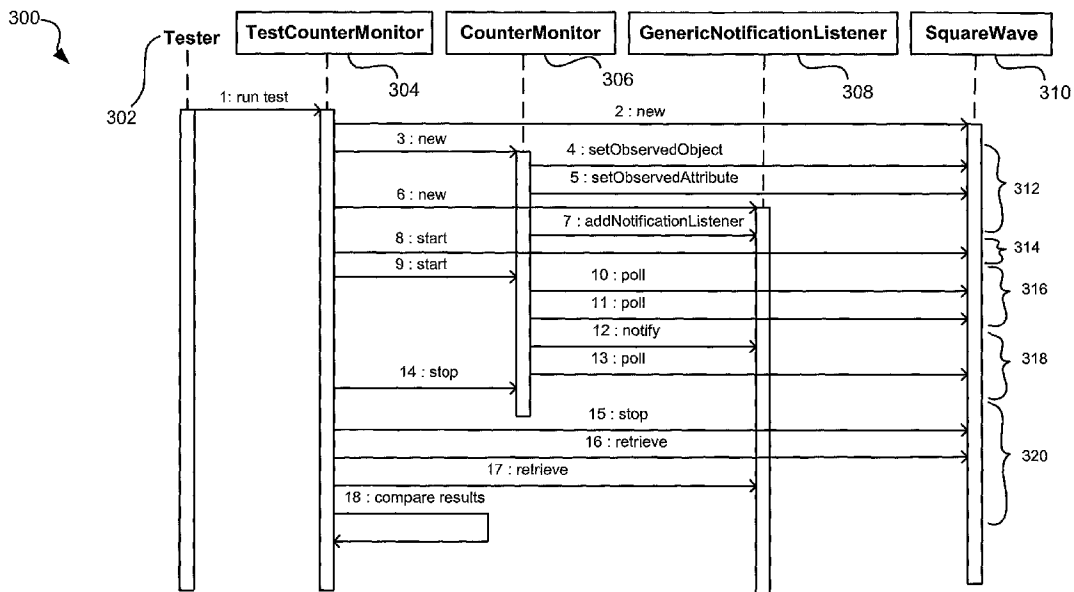 300
Tester
TestCounterMonitor
CounterMonitor
GenericNotificationListener
SquareWave
302
304
306
308
310
1: run test
2 : new
3 : new
4 : setObservedObject
5 : setObservedAttribute
312
6 : new
7 : addNotificationListener
8 : start
314
9 : start
10 : poll
316
11 : poll
12 : notify
13 : poll
318
14 : stop
15 : stop
16 : retrieve
320
17 : retrieve
18 : compare results